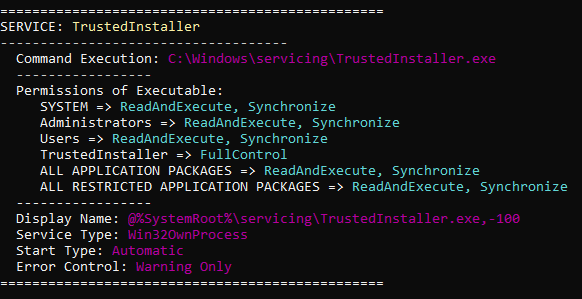 ================================================
SERVICE: TrustedInstaller
------------------------------------
Command Execution: C:\Windows\servicing\TrustedInstaller.exe
-----------------
Permissions of Executable:
SYSTEM => ReadAndExecute, Synchronize
Administrators => ReadAndExecute, Synchronize
Users => ReadAndExecute, Synchronize
TrustedInstaller => FullControl
ALL APPLICATION PACKAGES => ReadAndExecute, Synchronize
ALL RESTRICTED APPLICATION PACKAGES => ReadAndExecute, Synchronize
-----------------
Display Name: @%SystemRoot%\servicing\TrustedInstaller.exe,-100
Service Type: Win32OwnProcess
Start Type: Automatic
Error Control: Warning Only
================================================